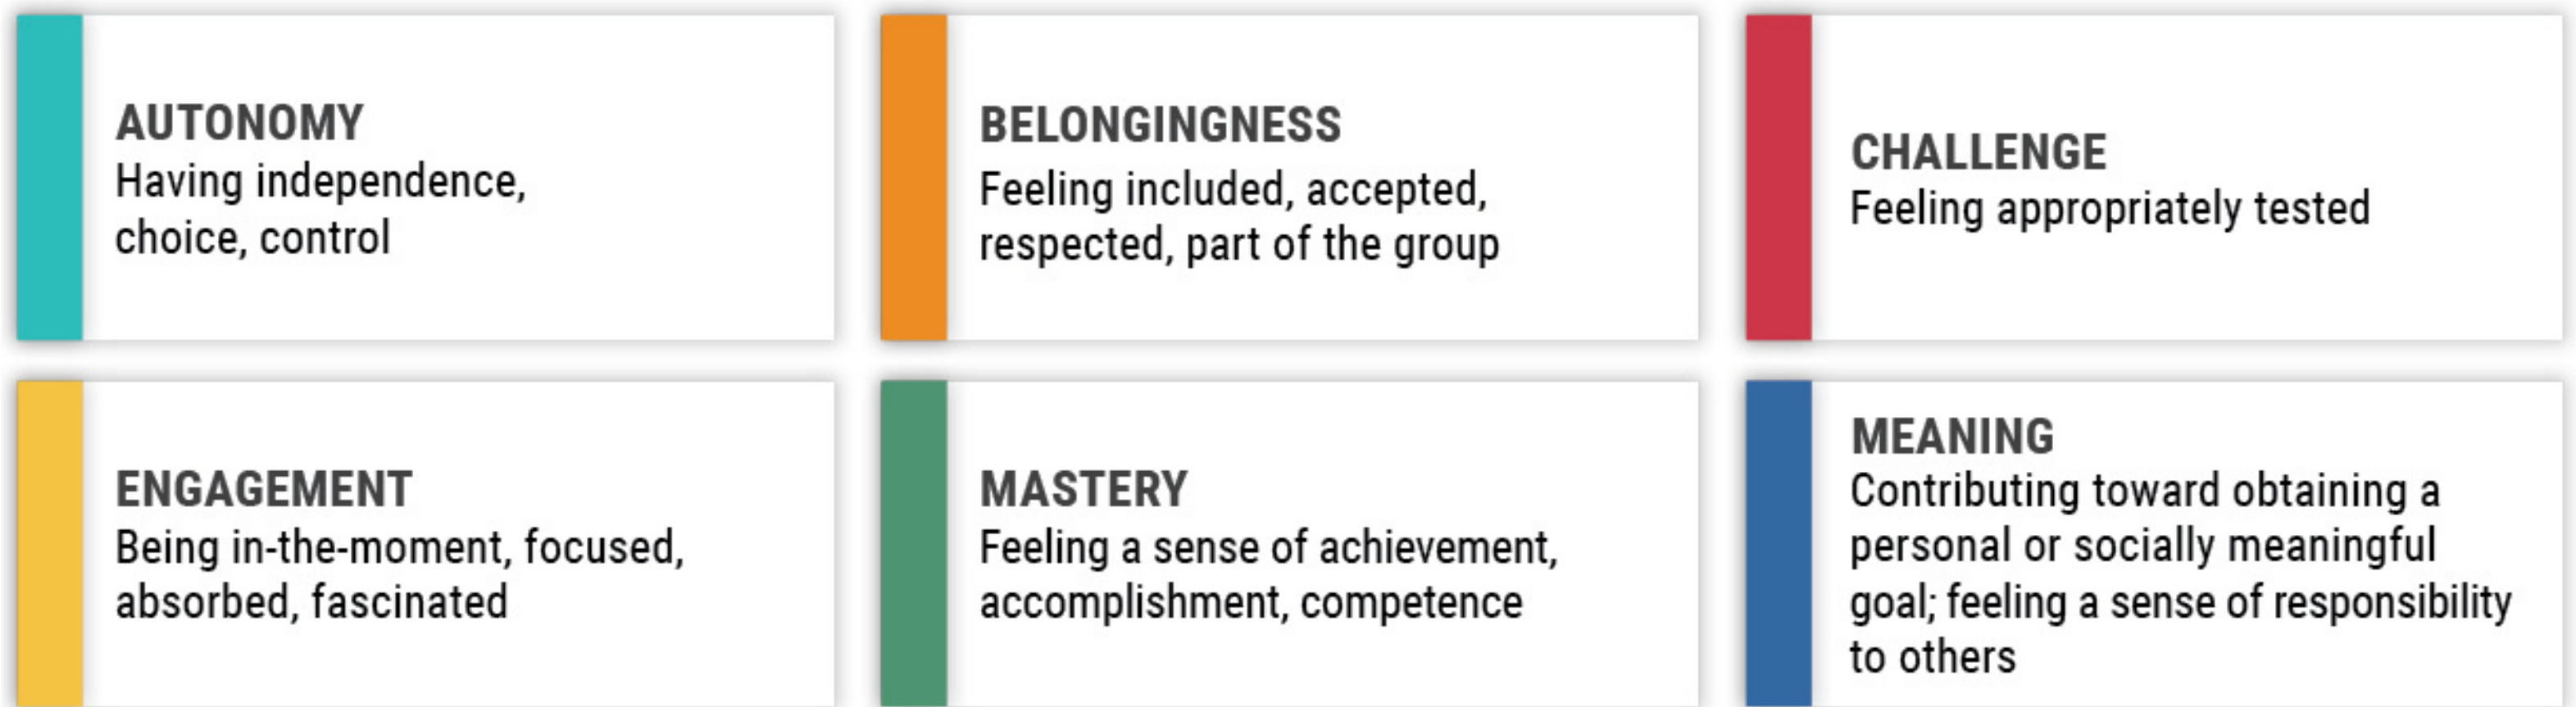 AUTONOMY
Having independence,
choice, control
BELONGINGNESS
Feeling included, accepted,
respected, part of the group
CHALLENGE
Feeling appropriately tested
ENGAGEMENT
Being in-the-moment, focused,
absorbed, fascinated
MASTERY
Feeling a sense of achievement,
accomplishment, competence
MEANING
Contributing toward obtaining a
personal or socially meaningful
goal; feeling a sense of responsibility
to others